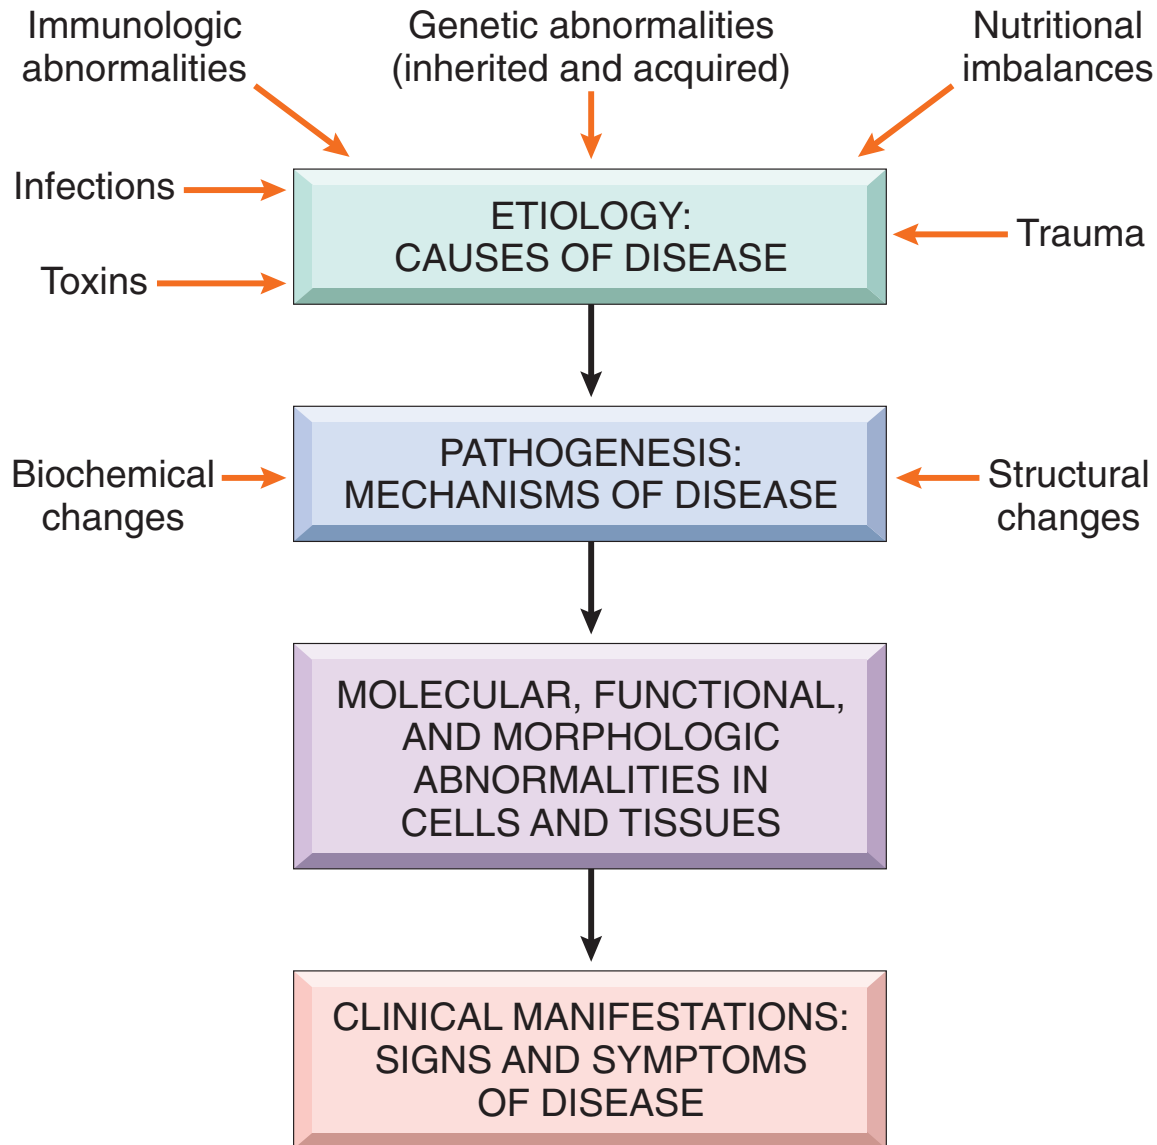 Immunologic
abnormalities
Genetic abnormalities
(inherited and acquired)
Nutritional
imbalances
Infections
Toxins
ETIOLOGY:
CAUSES OF DISEASE
Trauma
Biochemical
changes
PATHOGENESIS:
MECHANISMS OF DISEASE
Structural
changes
MOLECULAR, FUNCTIONAL,
AND MORPHOLOGIC
ABNORMALITIES IN
CELLS AND TISSUES
CLINICAL MANIFESTATIONS:
SIGNS AND SYMPTOMS
OF DISEASE